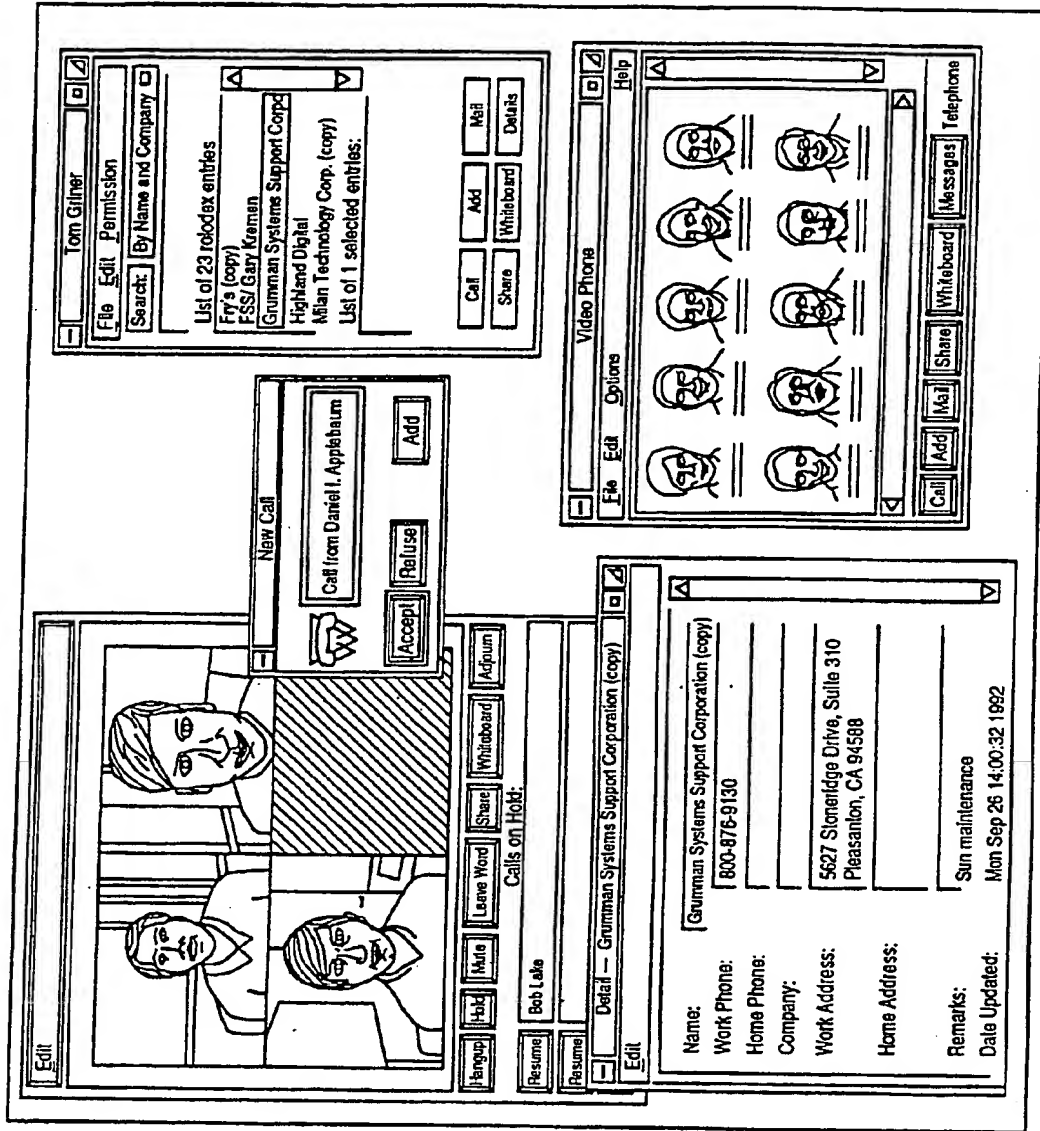 Edit
Hangup Hold Mute Leave Word Share Whiteboard Adjourn
Calls on Hold:
Resume Bob Lake
Resume
New Call
Call from Daniel I. Applebaum
Accept Refuse Add
Tom Griner
File Edit Permission
Search: By Name and Company
List of 23 rolodex entries
Fry's (copy)
FSS/ Gary Kremen
Grumman Systems Support Corpo
Highland Digital
Milan Technology Corp. (copy)
List of 1 selected entries:
Call Add Mail
Share Whiteboard Details
Detail — Grumman Systems Support Corporation (copy)
Edit
Name: Grumman Systems Support Corporation (copy)
Work Phone: 800-876-9130
Home Phone:
Company:
Work Address: 5627 Stoneridge Drive, Suite 310
Pleasanton, CA 94588
Home Address:
Remarks: Sun maintenance
Date Updated: Mon Sep 26 14:00:32 1992
Video Phone
File Edit Options Help
Call Add Mail Share Whiteboard Messages Telephone